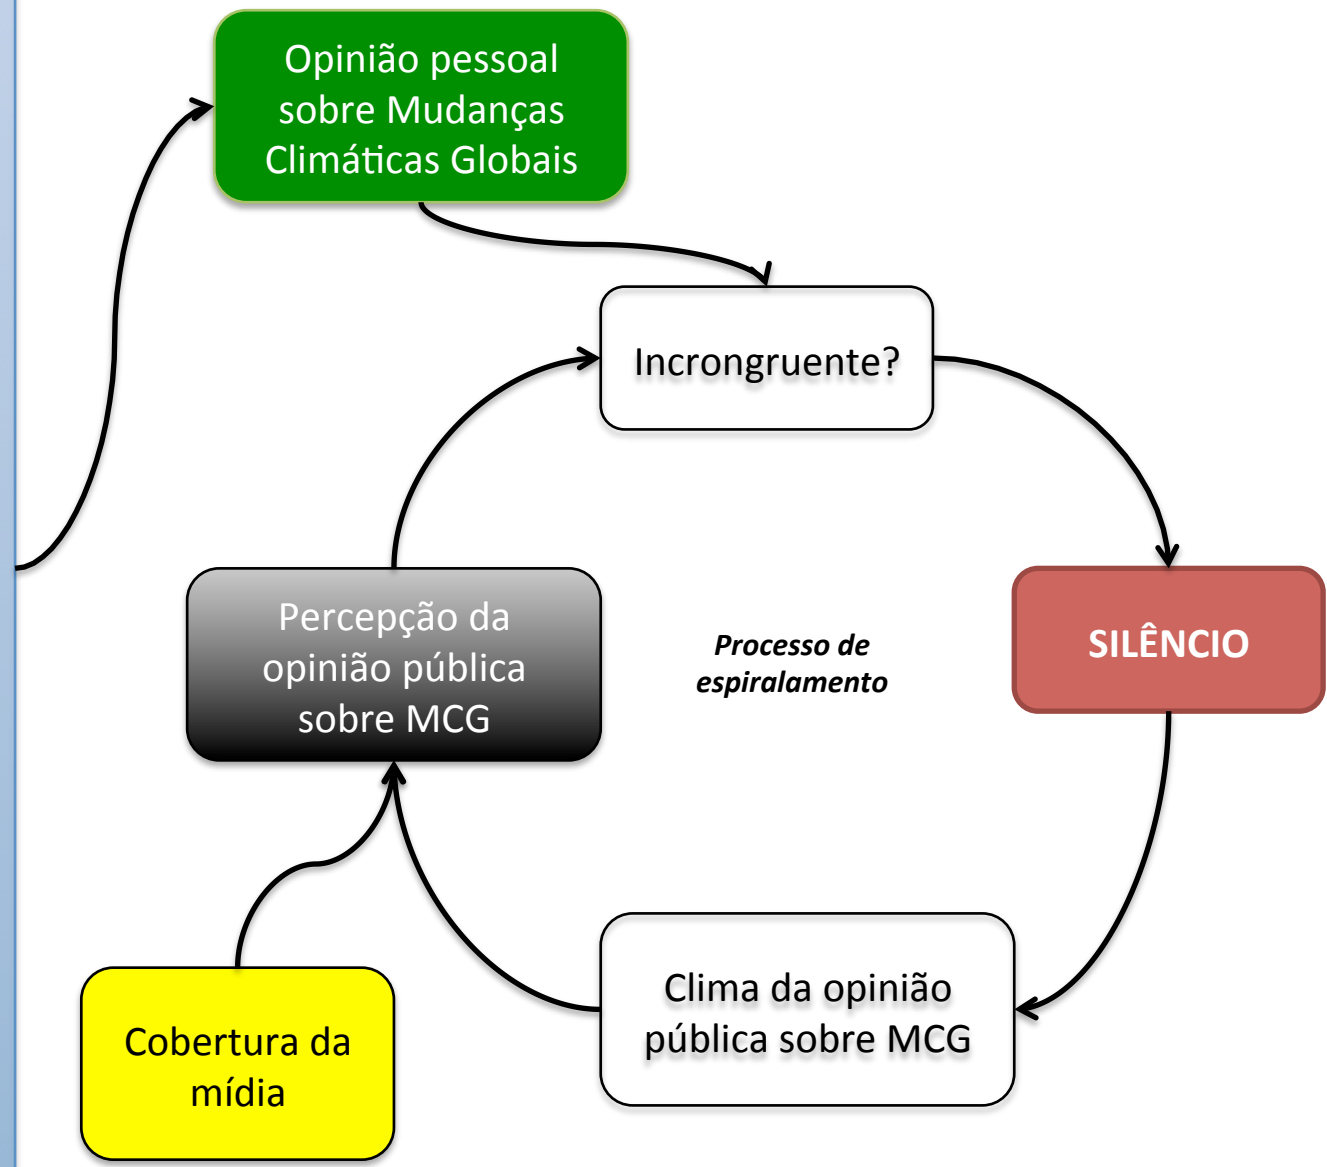 Opinião pessoal
sobre Mudanças
Climáticas Globais
Incrongruente?
Percepção da
opinião pública
sobre MCG
Processo de
espiralamento
SILÊNCIO
Clima da opinião
pública sobre MCG
Cobertura da
mídia